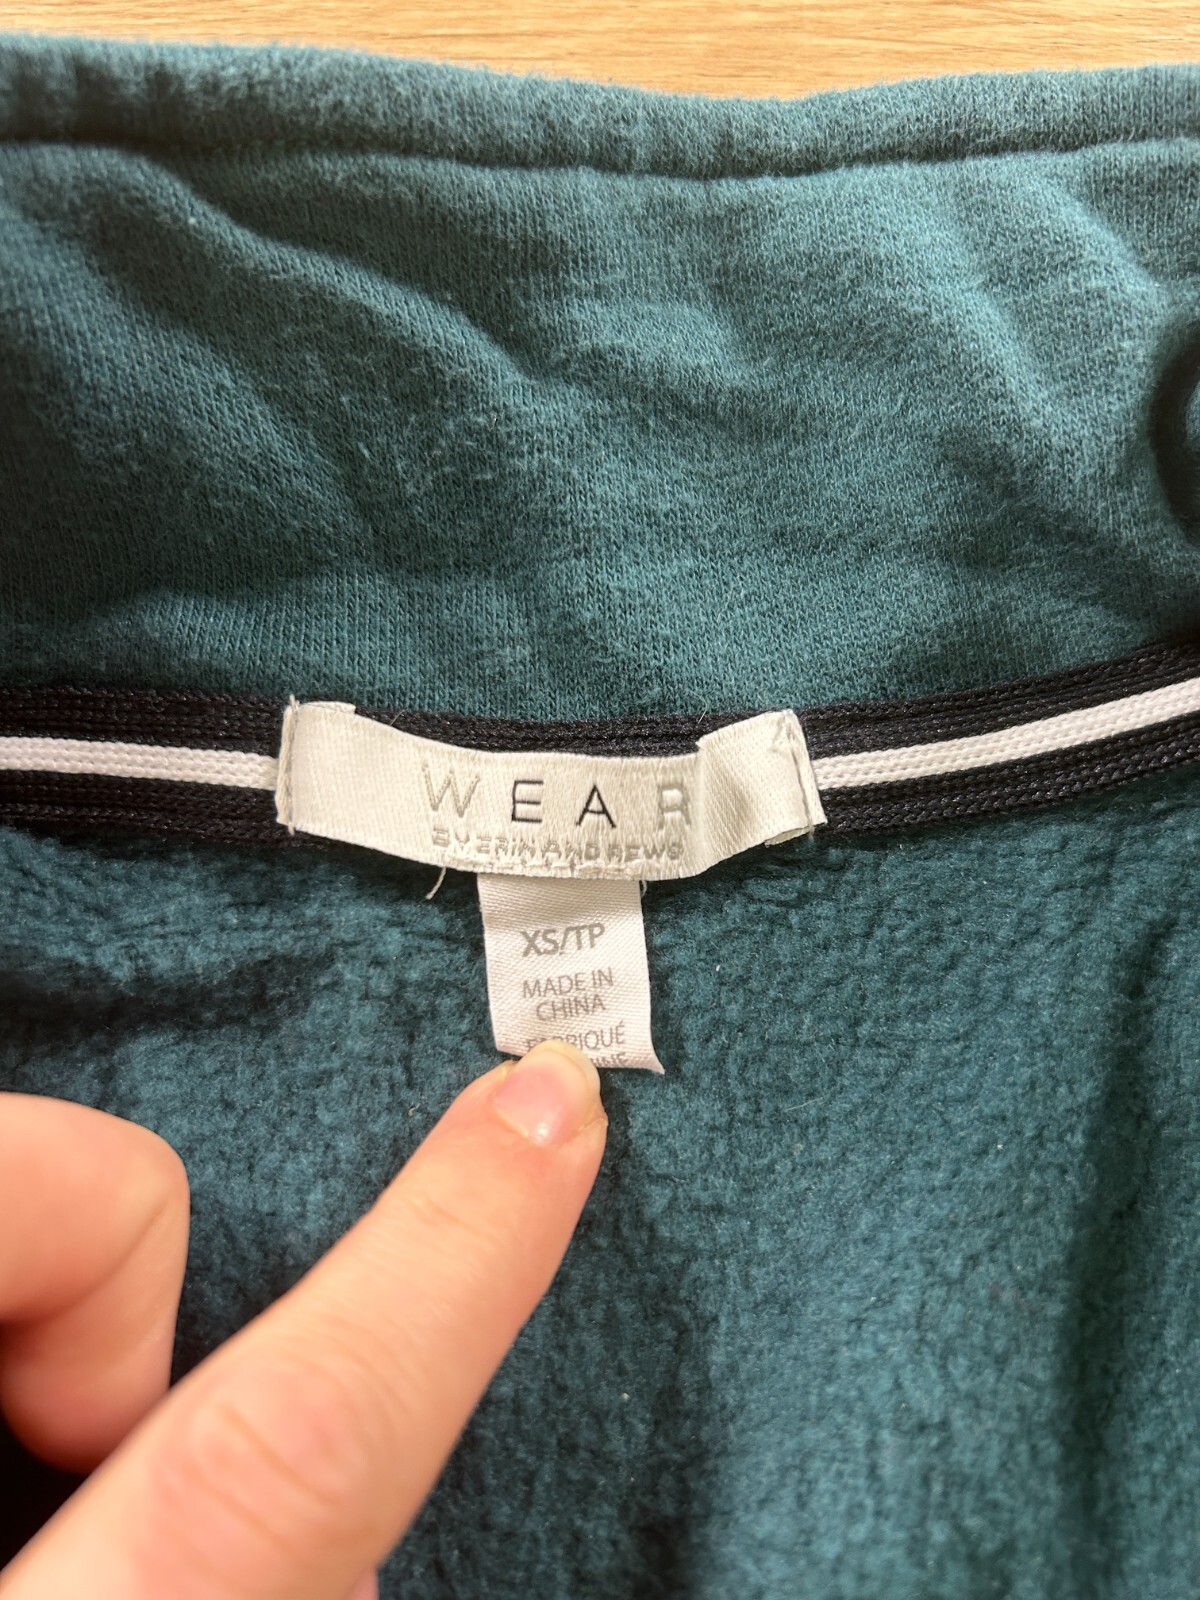 WEAR
BY ERIN ANDREWS
XS/TP
MADE IN
CHINA